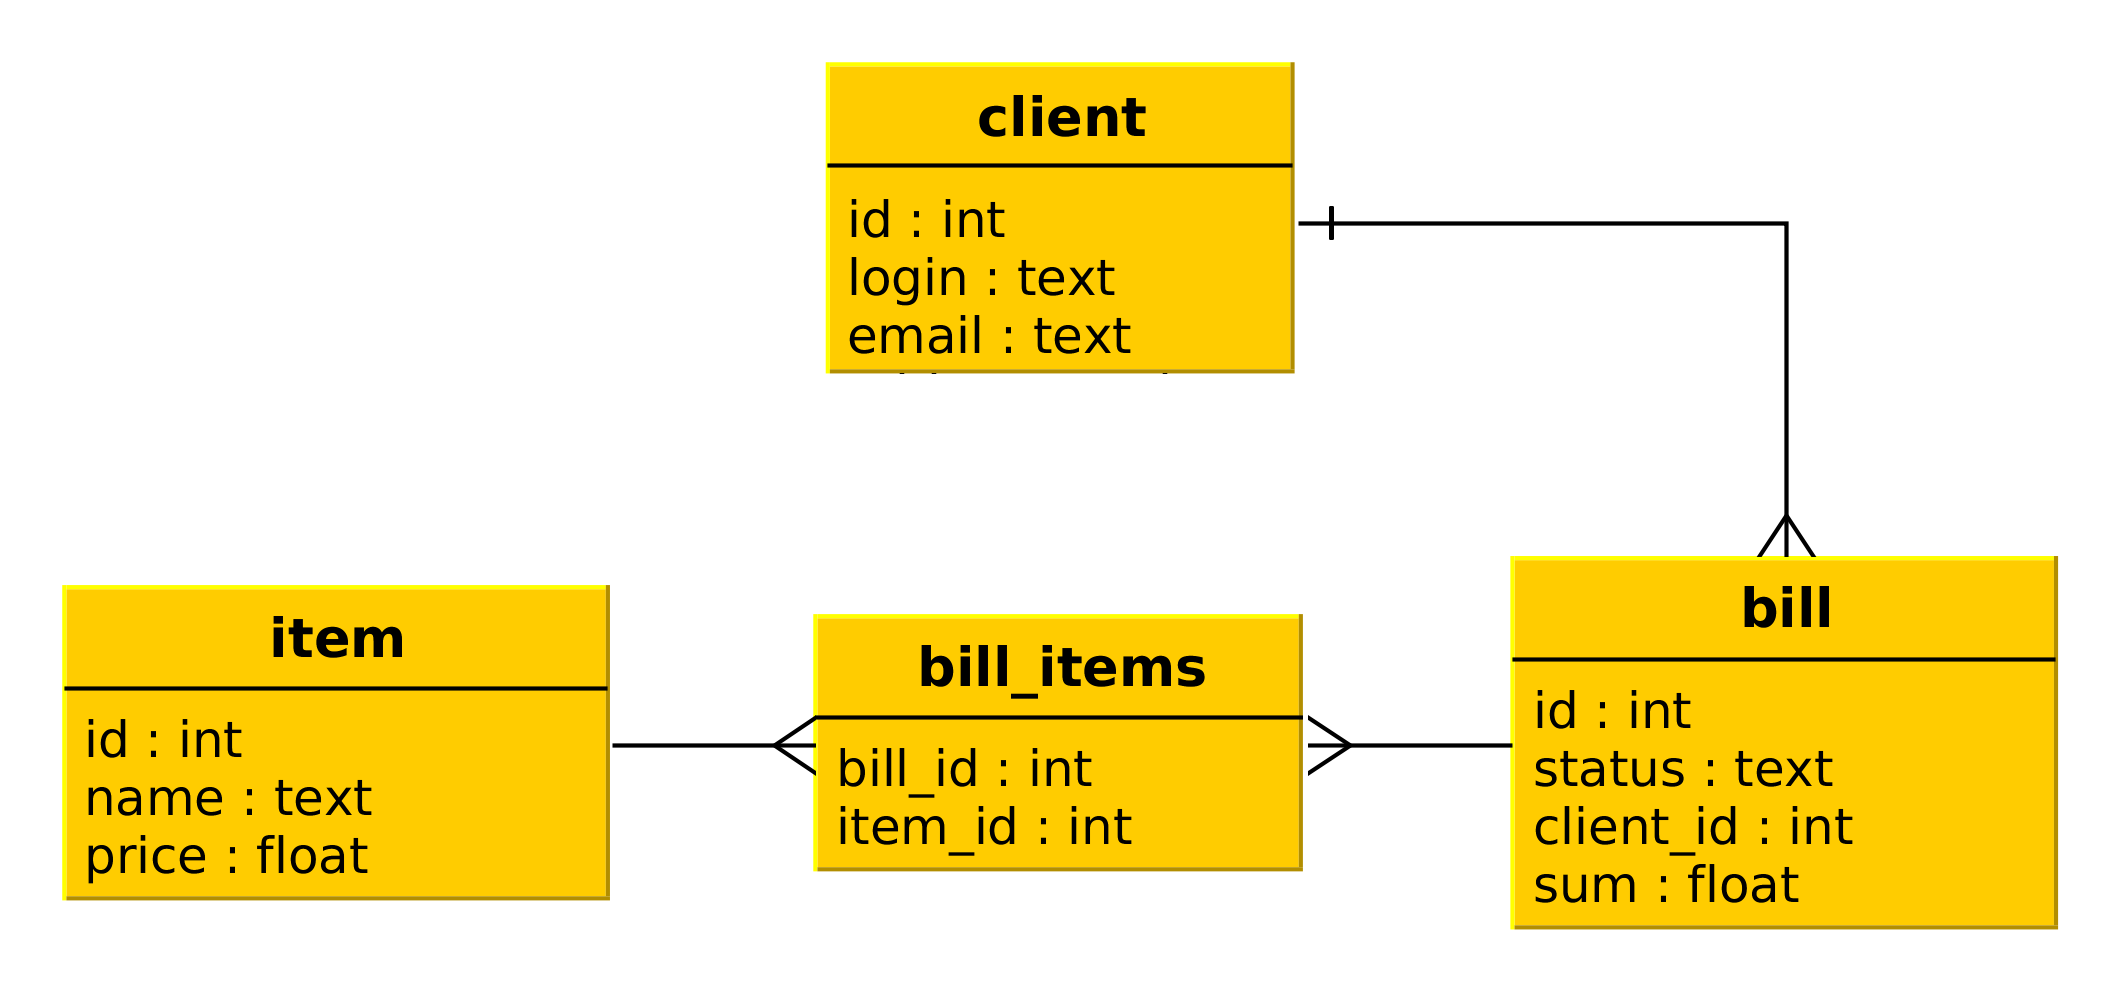 client
id : int
login : text
email : text
item
id : int
name : text
price : float
bill_items
bill_id : int
item_id : int
bill
id : int
status : text
client_id : int
sum : float